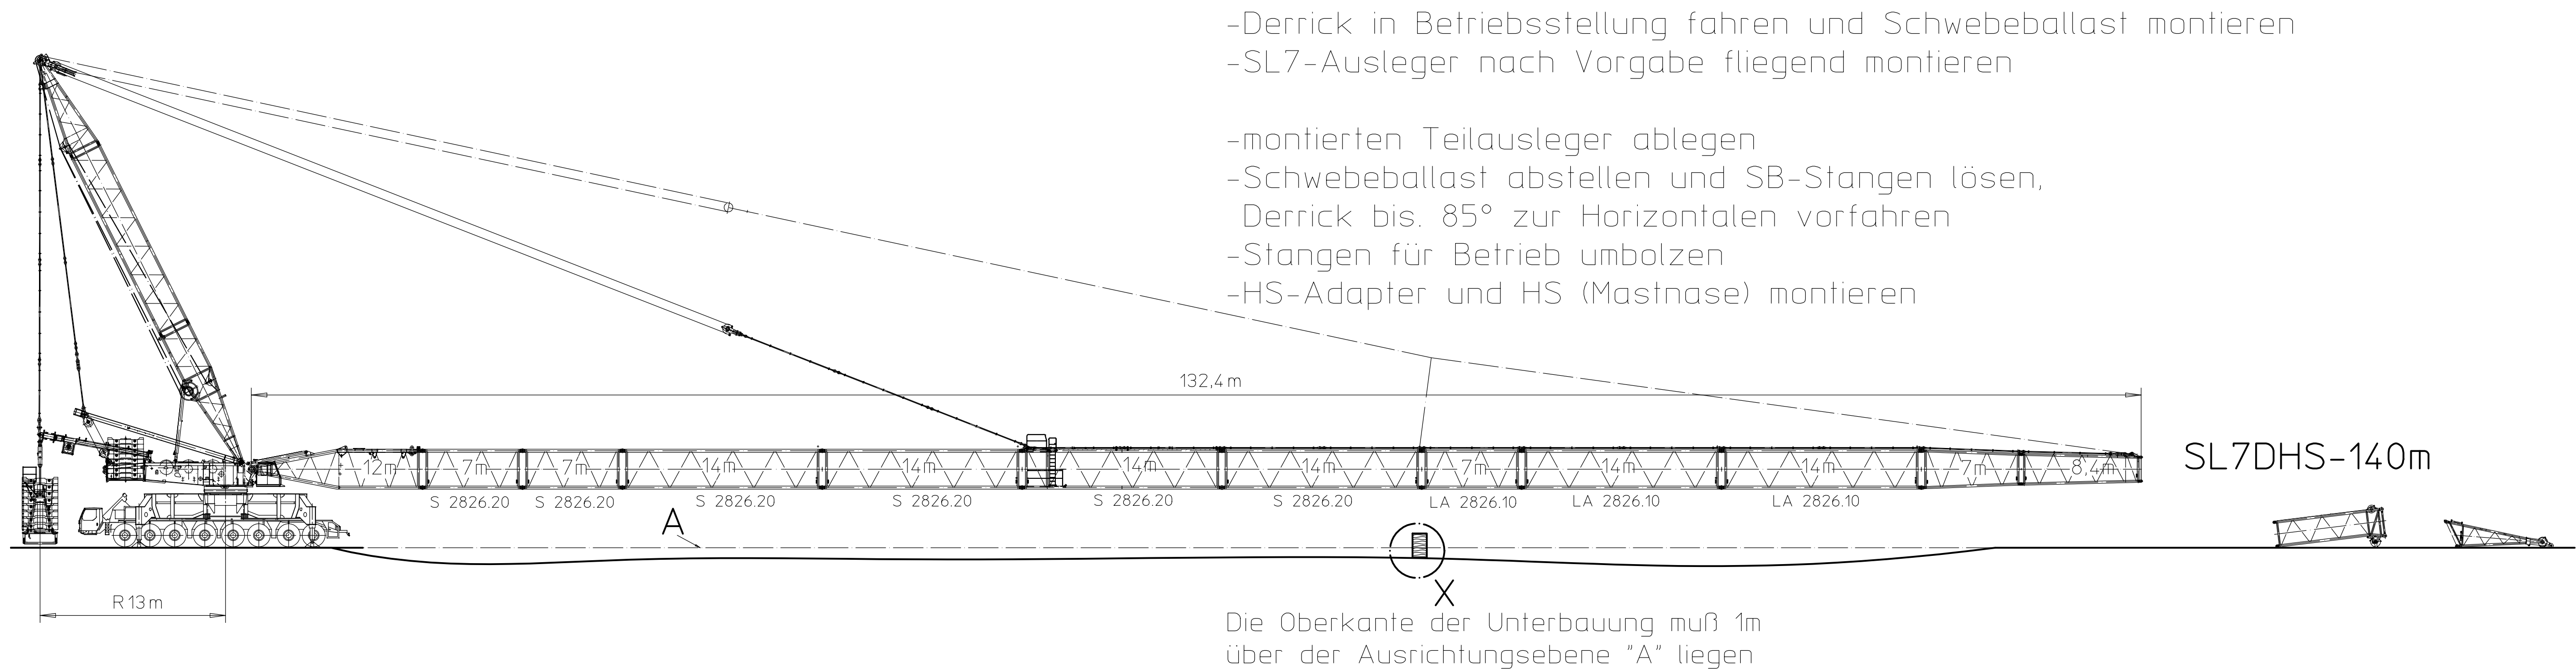 -Derrick in Betriebsstellung fahren und Schwebeballast montieren
-SL7-Ausleger nach Vorgabe fliegend montieren
-montierten Teilausleger ablegen
-Schwebeballast abstellen und SB-Stangen lösen,
Derrick bis. 85° zur Horizontalen vorfahren
-Stangen für Betrieb umbolzen
-HS-Adapter und HS (Mastnase) montieren
132,4m
SL7DHS-140m
12m 7m 7m 14m 14m 14m 14m 7m 14m 14m 7m 8,4m
S 2826.20 S 2826.20 S 2826.20 S 2826.20 S 2826.20 S 2826.20 LA 2826.10 LA 2826.10 LA 2826.10
A
X
R13m
Die Oberkante der Unterbauung muß 1m
über der Ausrichtungsebene "A" liegen